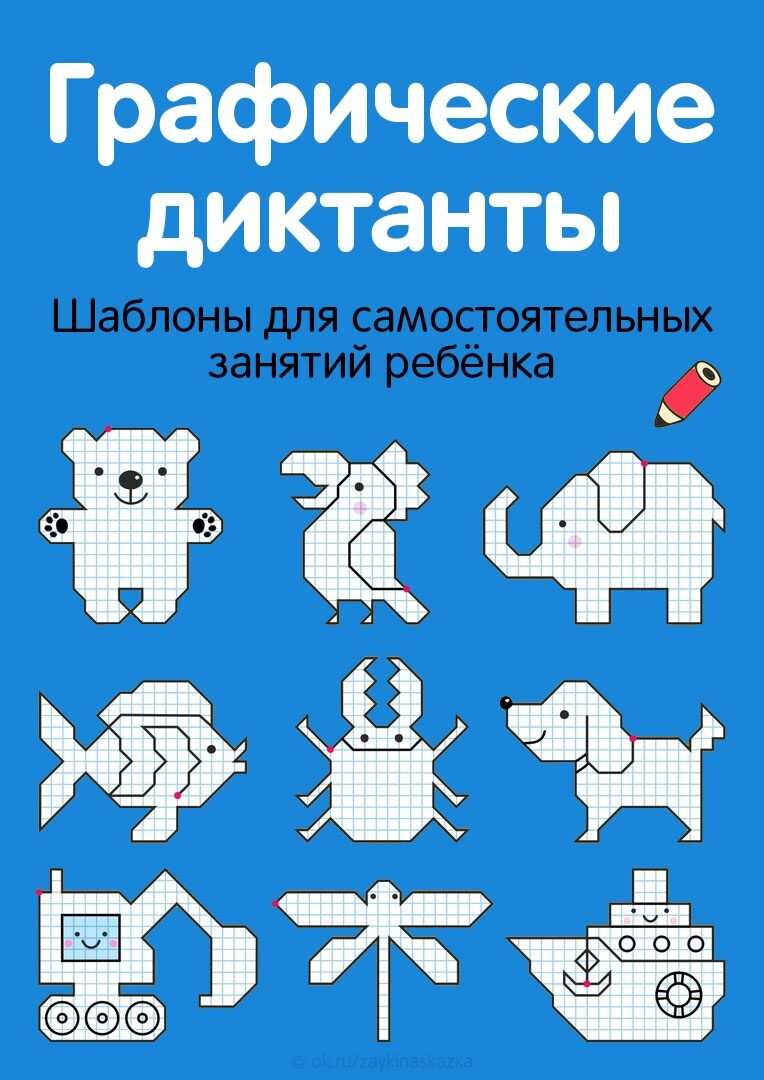 Графические
диктанты
Шаблоны для самостоятельных
занятий ребёнка
© ok.ru/zaykinaskazka